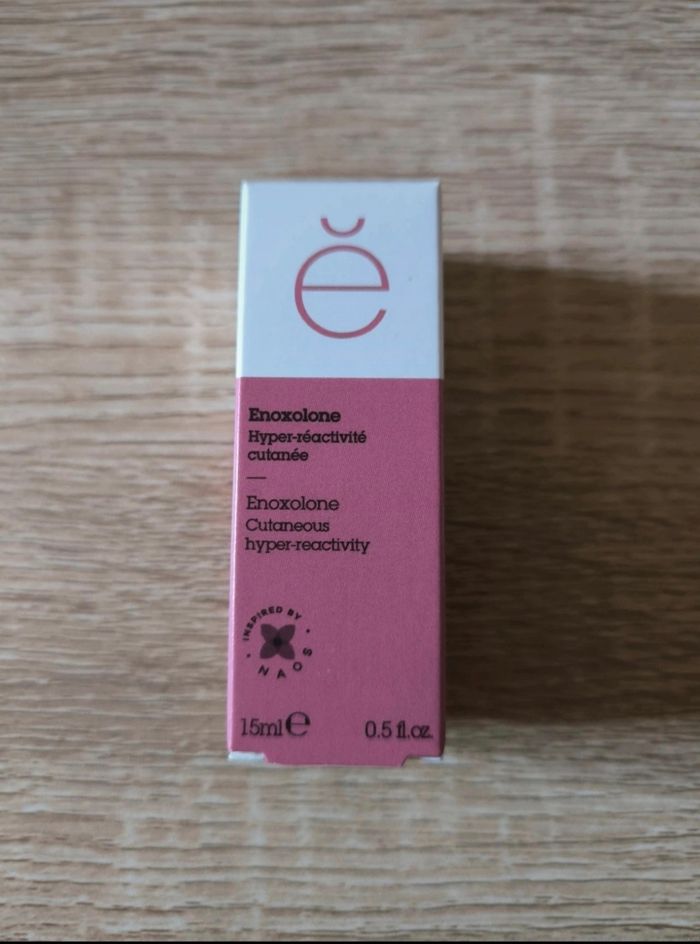 ĕ
Enoxolone
Hyper-réactivité
cutanée
—
Enoxolone
Cutaneous
hyper-reactivity
• INSPIRED BY •
NAOS
15ml ℮
0.5 fl.oz.